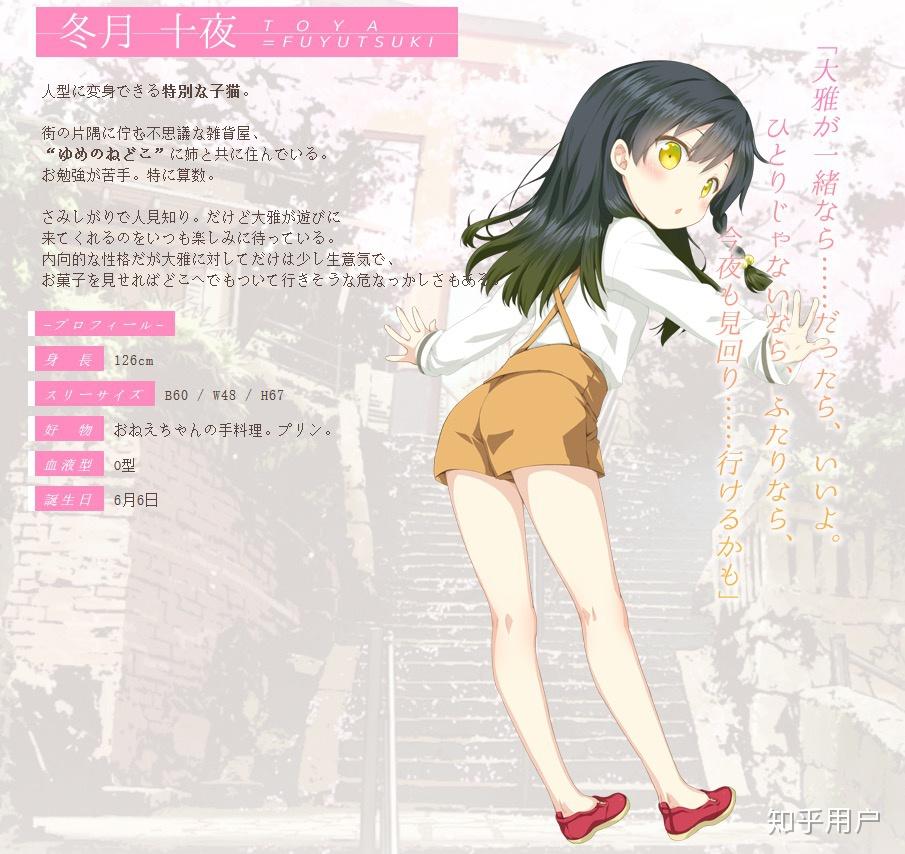 冬月 十夜 TOYA
=FUYUTSUKI
人型に変身できる特別な子猫。
街の片隅に佇む不思議な雑貨屋、
“ゆめのねどこ”に姉と共に住んでいる。
お勉強が苦手。特に算数。
さみしがりで人見知り。だけど大雅が遊びに
来てくれるのをいつも楽しみに待っている。
内向的な性格だが大雅に対してだけは少し生意気で、
お菓子を見せればどこへでもついて行きそうな危なっかしさもある。
-プロフィール-
身 長 126cm
スリーサイズ B60 / W48 / H67
好 物 おねえちゃんの手料理。プリン。
血液型 O型
誕生日 6月6日
「大雅が一緒なら……だったら、いいよ。
ひとりじゃないなら、ふたりなら、
今夜も見回り……行けるかも」
知乎用户